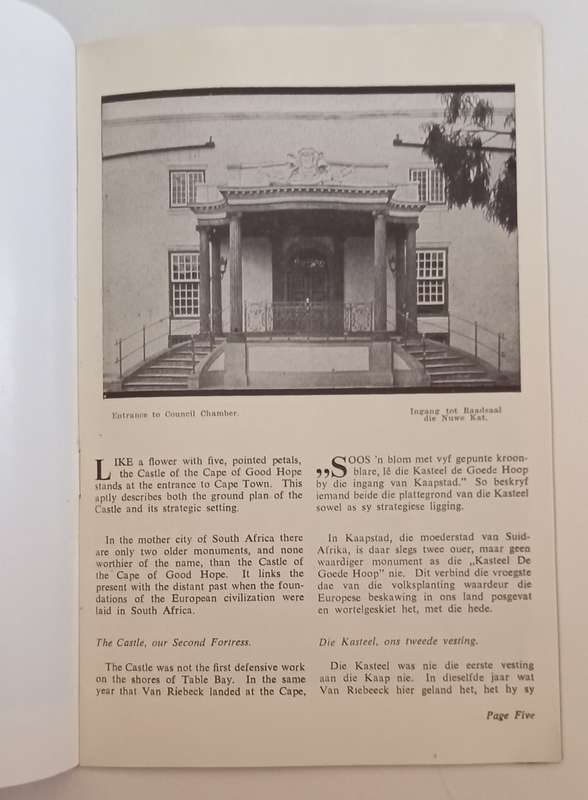 Entrance to Council Chamber.
Ingang tot Raadsaal
die Nuwe Kat.
LIKE a flower with five, pointed petals,
the Castle of the Cape of Good Hope
stands at the entrance to Cape Town. This
aptly describes both the ground plan of the
Castle and its strategic setting.
In the mother city of South Africa there
are only two older monuments, and none
worthier of the name, than the Castle of
the Cape of Good Hope. It links the
present with the distant past when the foun-
dations of the European civilization were
laid in South Africa.
The Castle, our Second Fortress.
The Castle was not the first defensive work
on the shores of Table Bay. In the same
year that Van Riebeck landed at the Cape,
„SOOS 'n blom met vyf gepunte kroon-
blare, lê die Kasteel de Goede Hoop
by die ingang van Kaapstad." So beskryf
iemand beide die plattegrond van die Kasteel
sowel as sy strategiese ligging.
In Kaapstad, die moederstad van Suid-
Afrika, is daar slegs twee ouer, maar geen
waardiger monument as die „Kasteel De
Goede Hoop" nie. Dit verbind die vroegste
dae van die volksplanting waardeur die
Europese beskawing in ons land posgevat
en wortelgeskiet het, met die hede.
Die Kasteel, ons tweede vesting.
Die Kasteel was nie die eerste vesting
aan die Kaap nie. In dieselfde jaar wat
Van Riebeeck hier geland het, het hy sy
Page Five